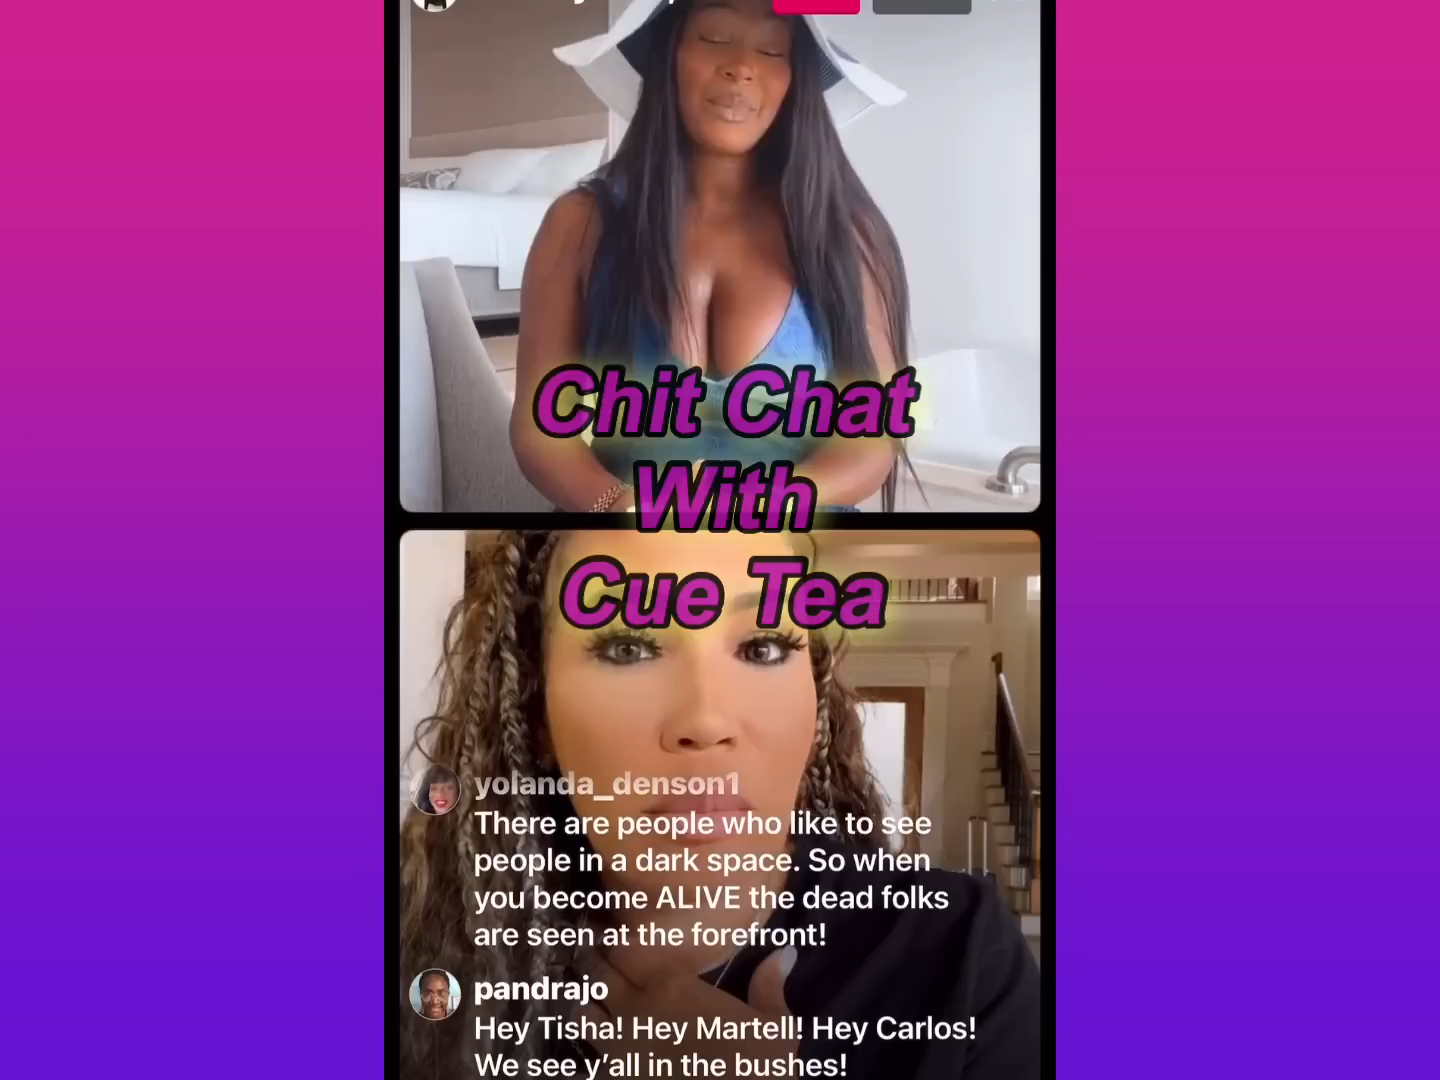 Chit Chat
With
Cue Tea
yolanda_denson1
There are people who like to see
people in a dark space. So when
you become ALIVE the dead folks
are seen at the forefront!
pandrajo
Hey Tisha! Hey Martell! Hey Carlos!
We see y’all in the bushes!